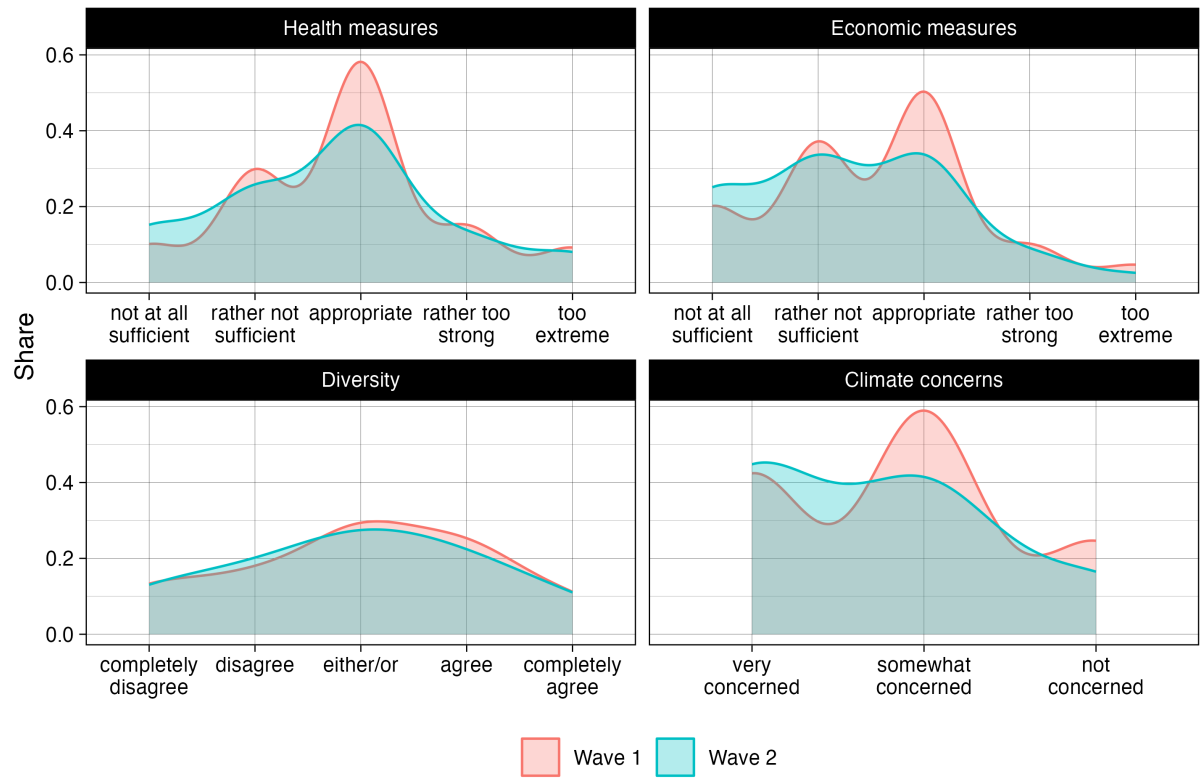 Health measures
Economic measures
Share
0.6
0.4
0.2
0.0
not at all rather not appropriate rather too too
sufficient sufficient strong extreme
not at all rather not appropriate rather too too
sufficient sufficient strong extreme
Diversity
Climate concerns
0.6
0.4
0.2
0.0
completely disagree either/or agree completely
disagree agree
very somewhat not
concerned concerned concerned
Wave 1 Wave 2